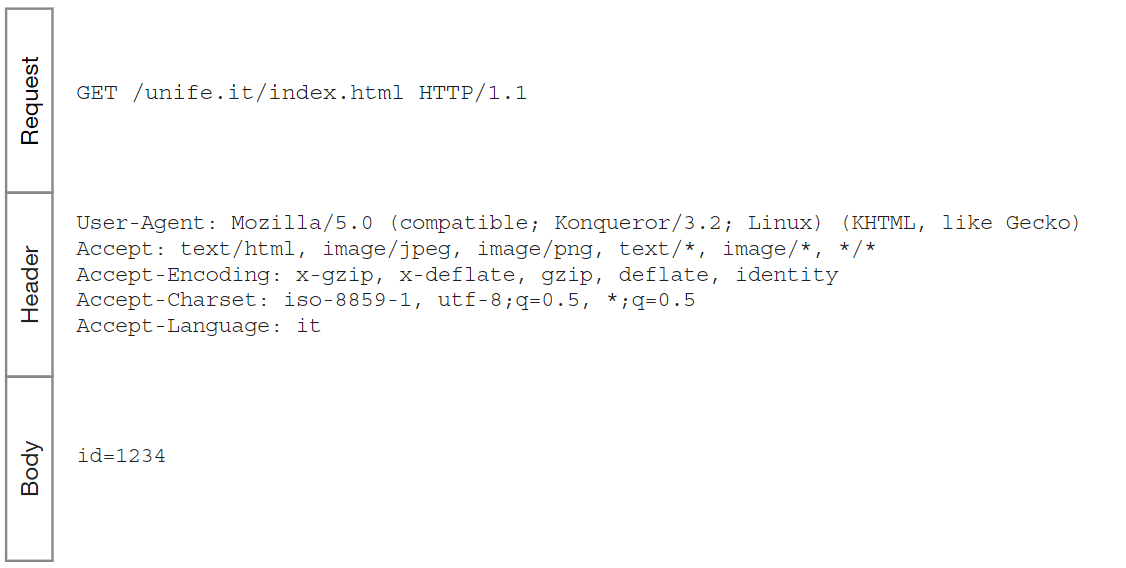 Request
GET /unife.it/index.html HTTP/1.1
Header
User-Agent: Mozilla/5.0 (compatible; Konqueror/3.2; Linux) (KHTML, like Gecko)
Accept: text/html, image/jpeg, image/png, text/*, image/*, */*
Accept-Encoding: x-gzip, x-deflate, gzip, deflate, identity
Accept-Charset: iso-8859-1, utf-8;q=0.5, *;q=0.5
Accept-Language: it
Body
id=1234